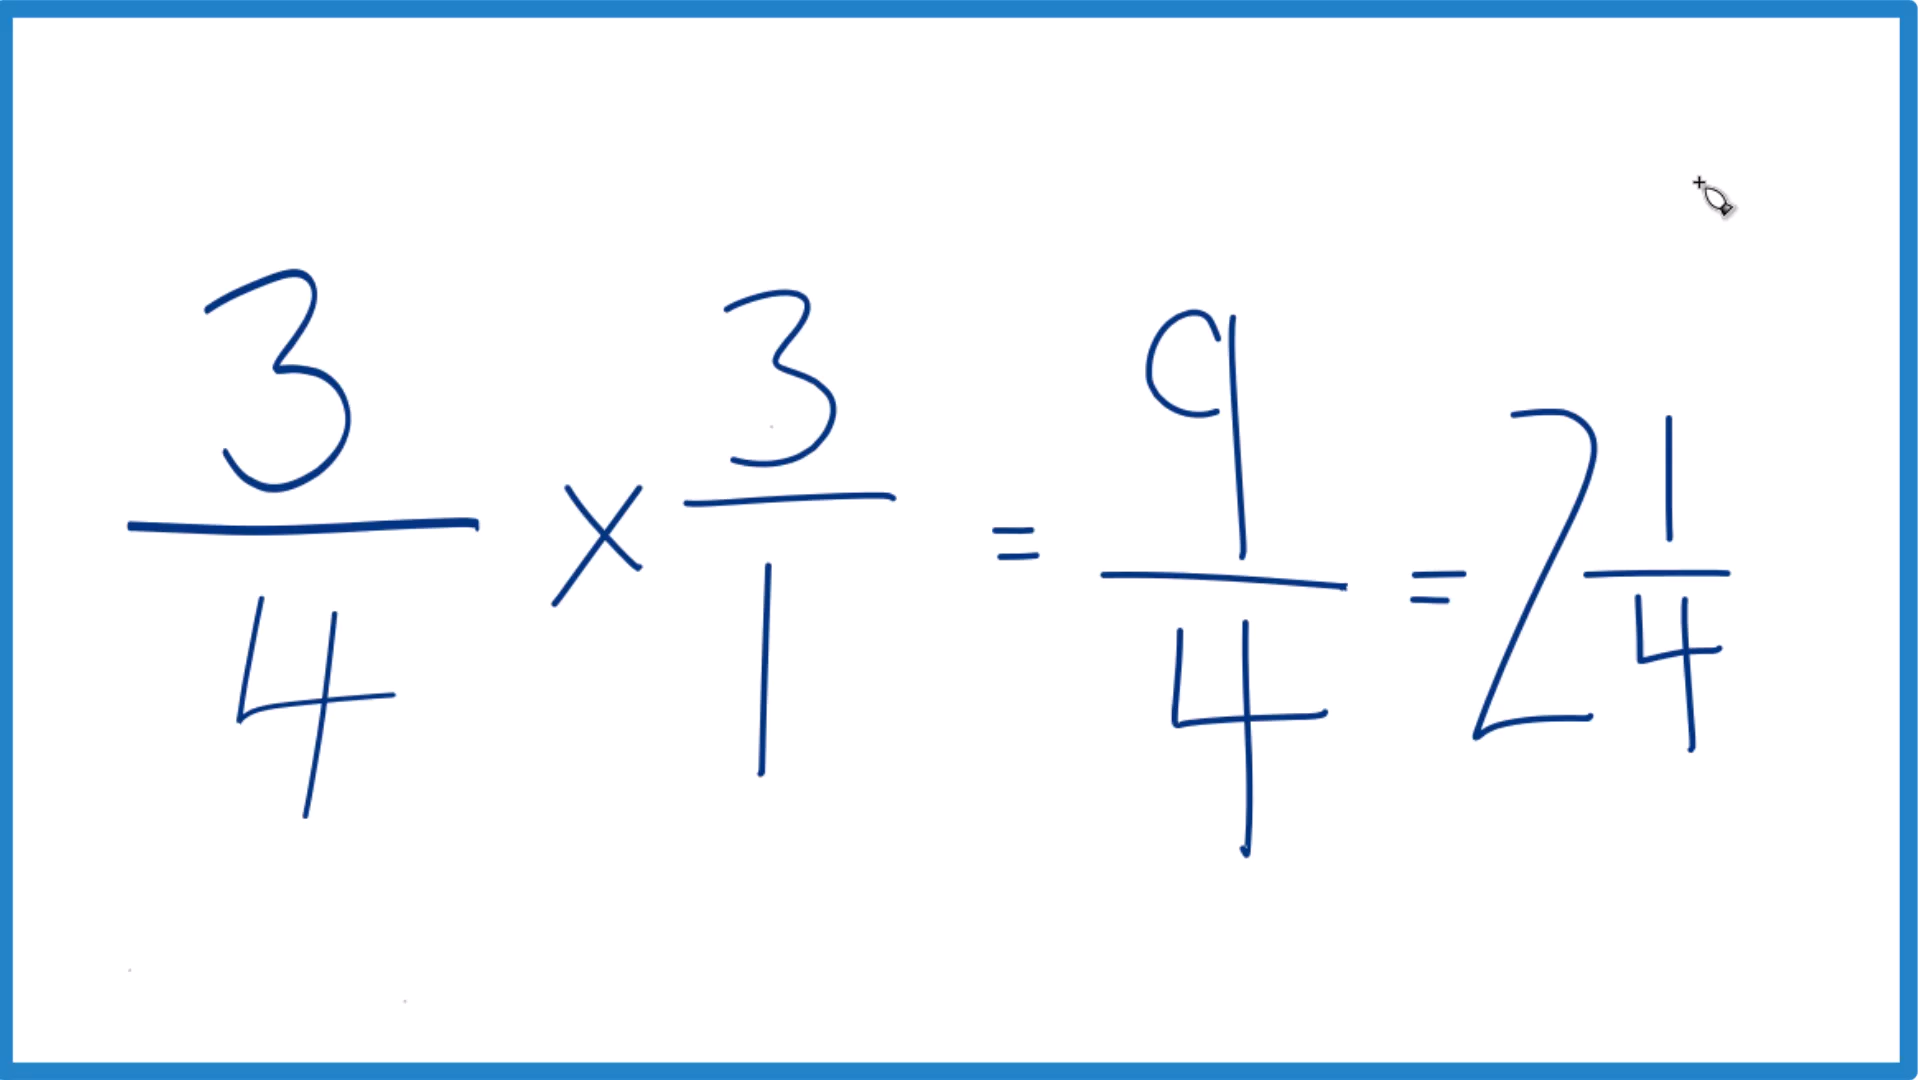 3/4 × 3/1 = 9/4 = 2 1/4